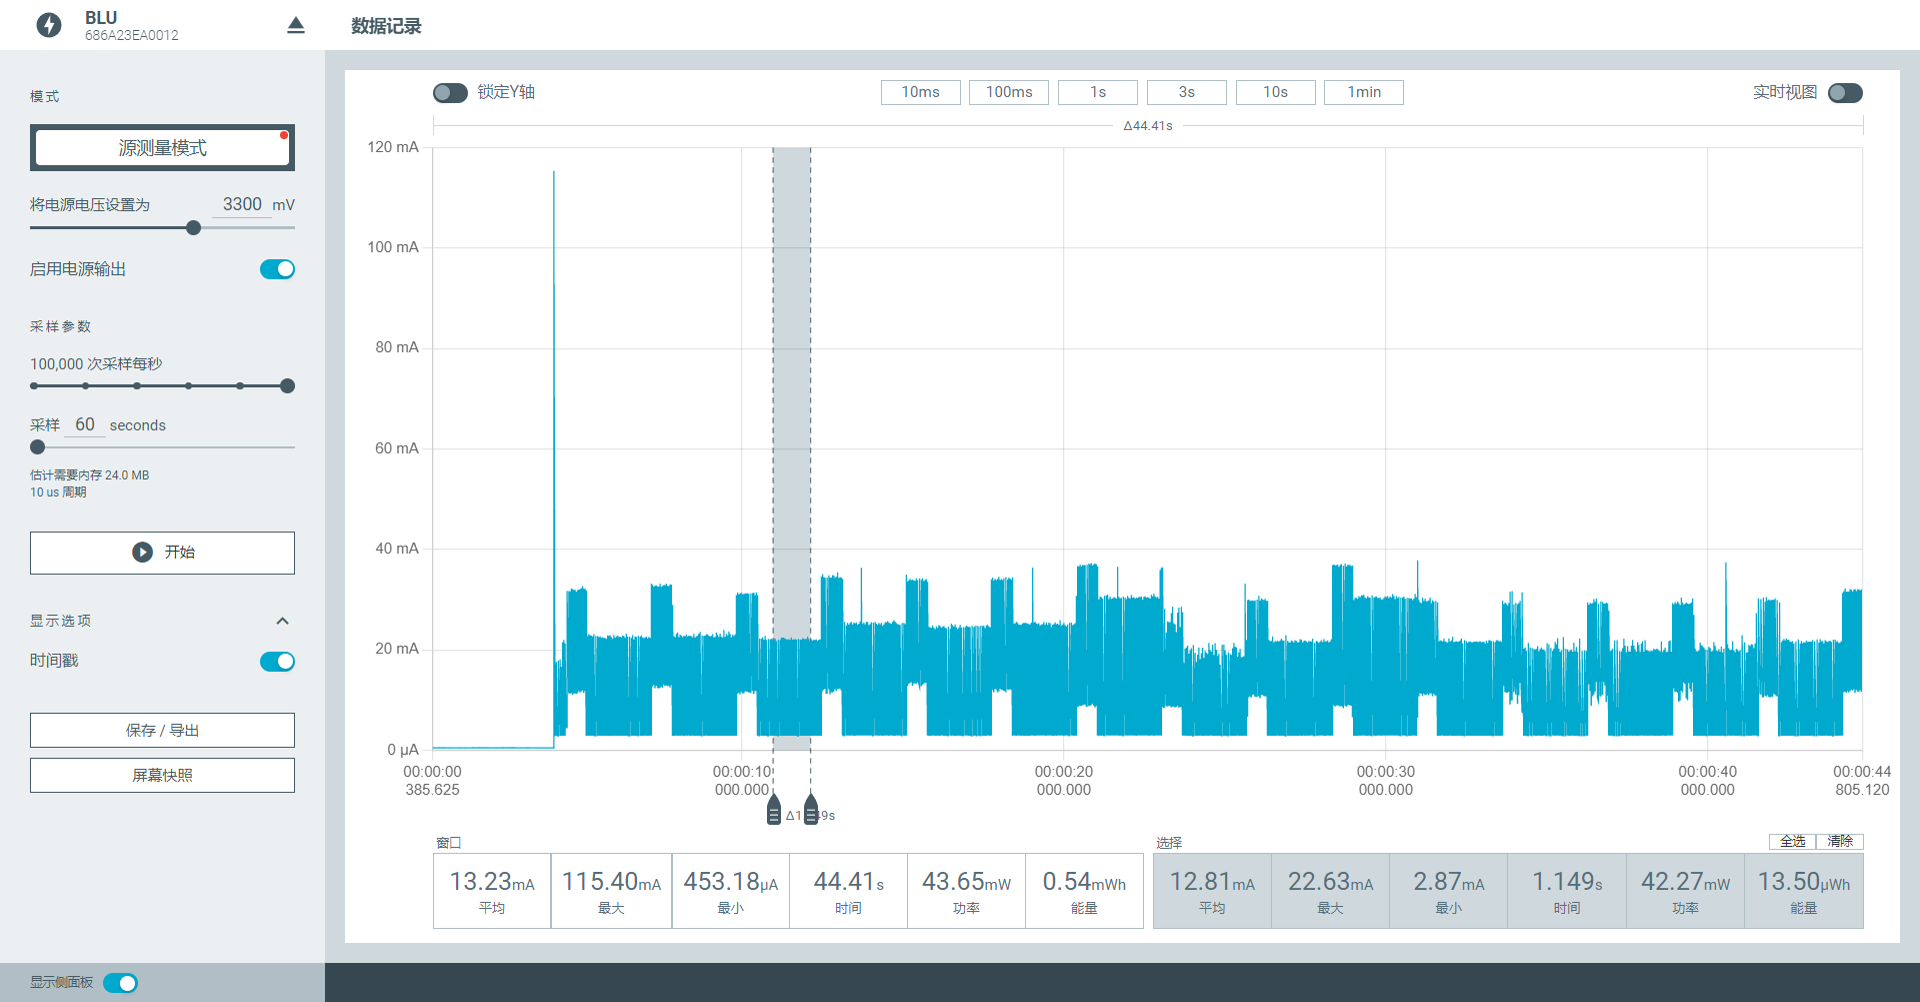 BLU
686A23EA0012
数据记录
模式
源测量模式
将电源电压设置为 3300 mV
启用电源输出
采样参数
100,000 次采样每秒
采样 60 seconds
估计需要内存 24.0 MB
10 us 周期
开始
显示选项
时间戳
保存 / 导出
屏幕快照
显示侧面板
锁定Y轴
10ms 100ms 1s 3s 10s 1min
实时视图
Δ44.41s
120 mA
100 mA
80 mA
60 mA
40 mA
20 mA
0 μA
00:00:00 00:00:10 00:00:20 00:00:30 00:00:40 00:00:44
385.625 000.000 000.000 000.000 000.000 805.120
窗口
13.23mA 115.40mA 453.18μA 44.41s 43.65mW 0.54mWh
平均 最大 最小 时间 功率 能量
选择 全选 清除
12.81mA 22.63mA 2.87mA 1.149s 42.27mW 13.50μWh
平均 最大 最小 时间 功率 能量